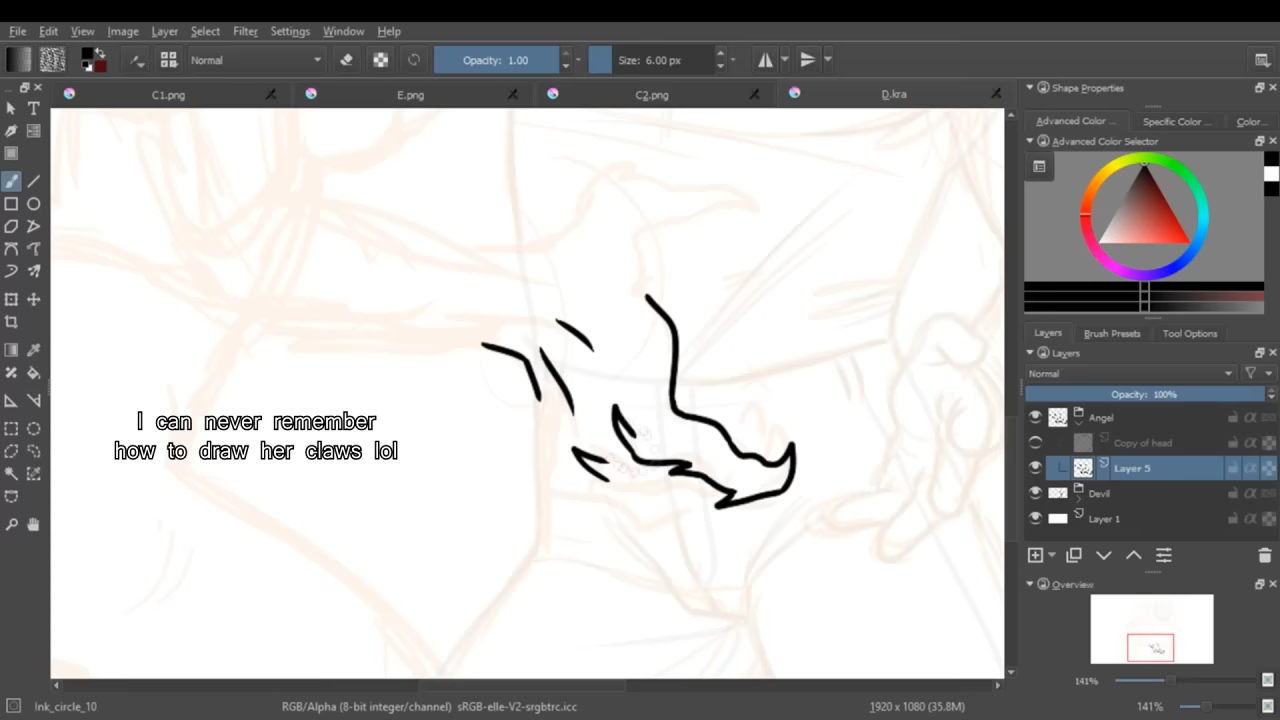 File Edit View Image Layer Select Filter Settings Window Help
Normal
Opacity: 1.00
Size: 6.00 px
C1.png
E.png
C2.png
D.kra
Shape Properties
Advanced Color ...
Specific Color ...
Color...
Advanced Color Selector
I can never remember
how to draw her claws lol
Layers
Brush Presets
Tool Options
Layers
Normal
Opacity: 100%
Angel
Copy of head
Layer 5
Devil
Layer 1
Overview
141%
Ink_circle_10
RGB/Alpha (8-bit integer/channel) sRGB-elle-V2-srgbtrc.icc
1920 x 1080 (35.8M)
141%